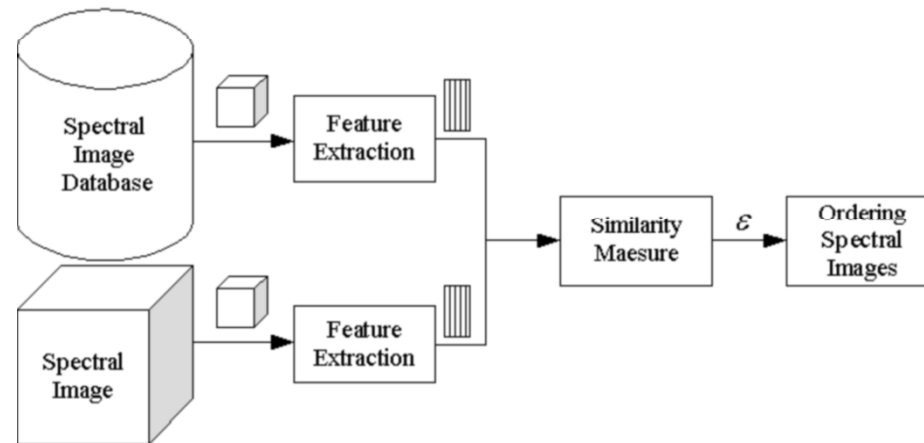 Spectral
Image
Database
Feature
Extraction
Similarity
Maesure
ε
Ordering
Spectral
Images
Spectral
Image
Feature
Extraction